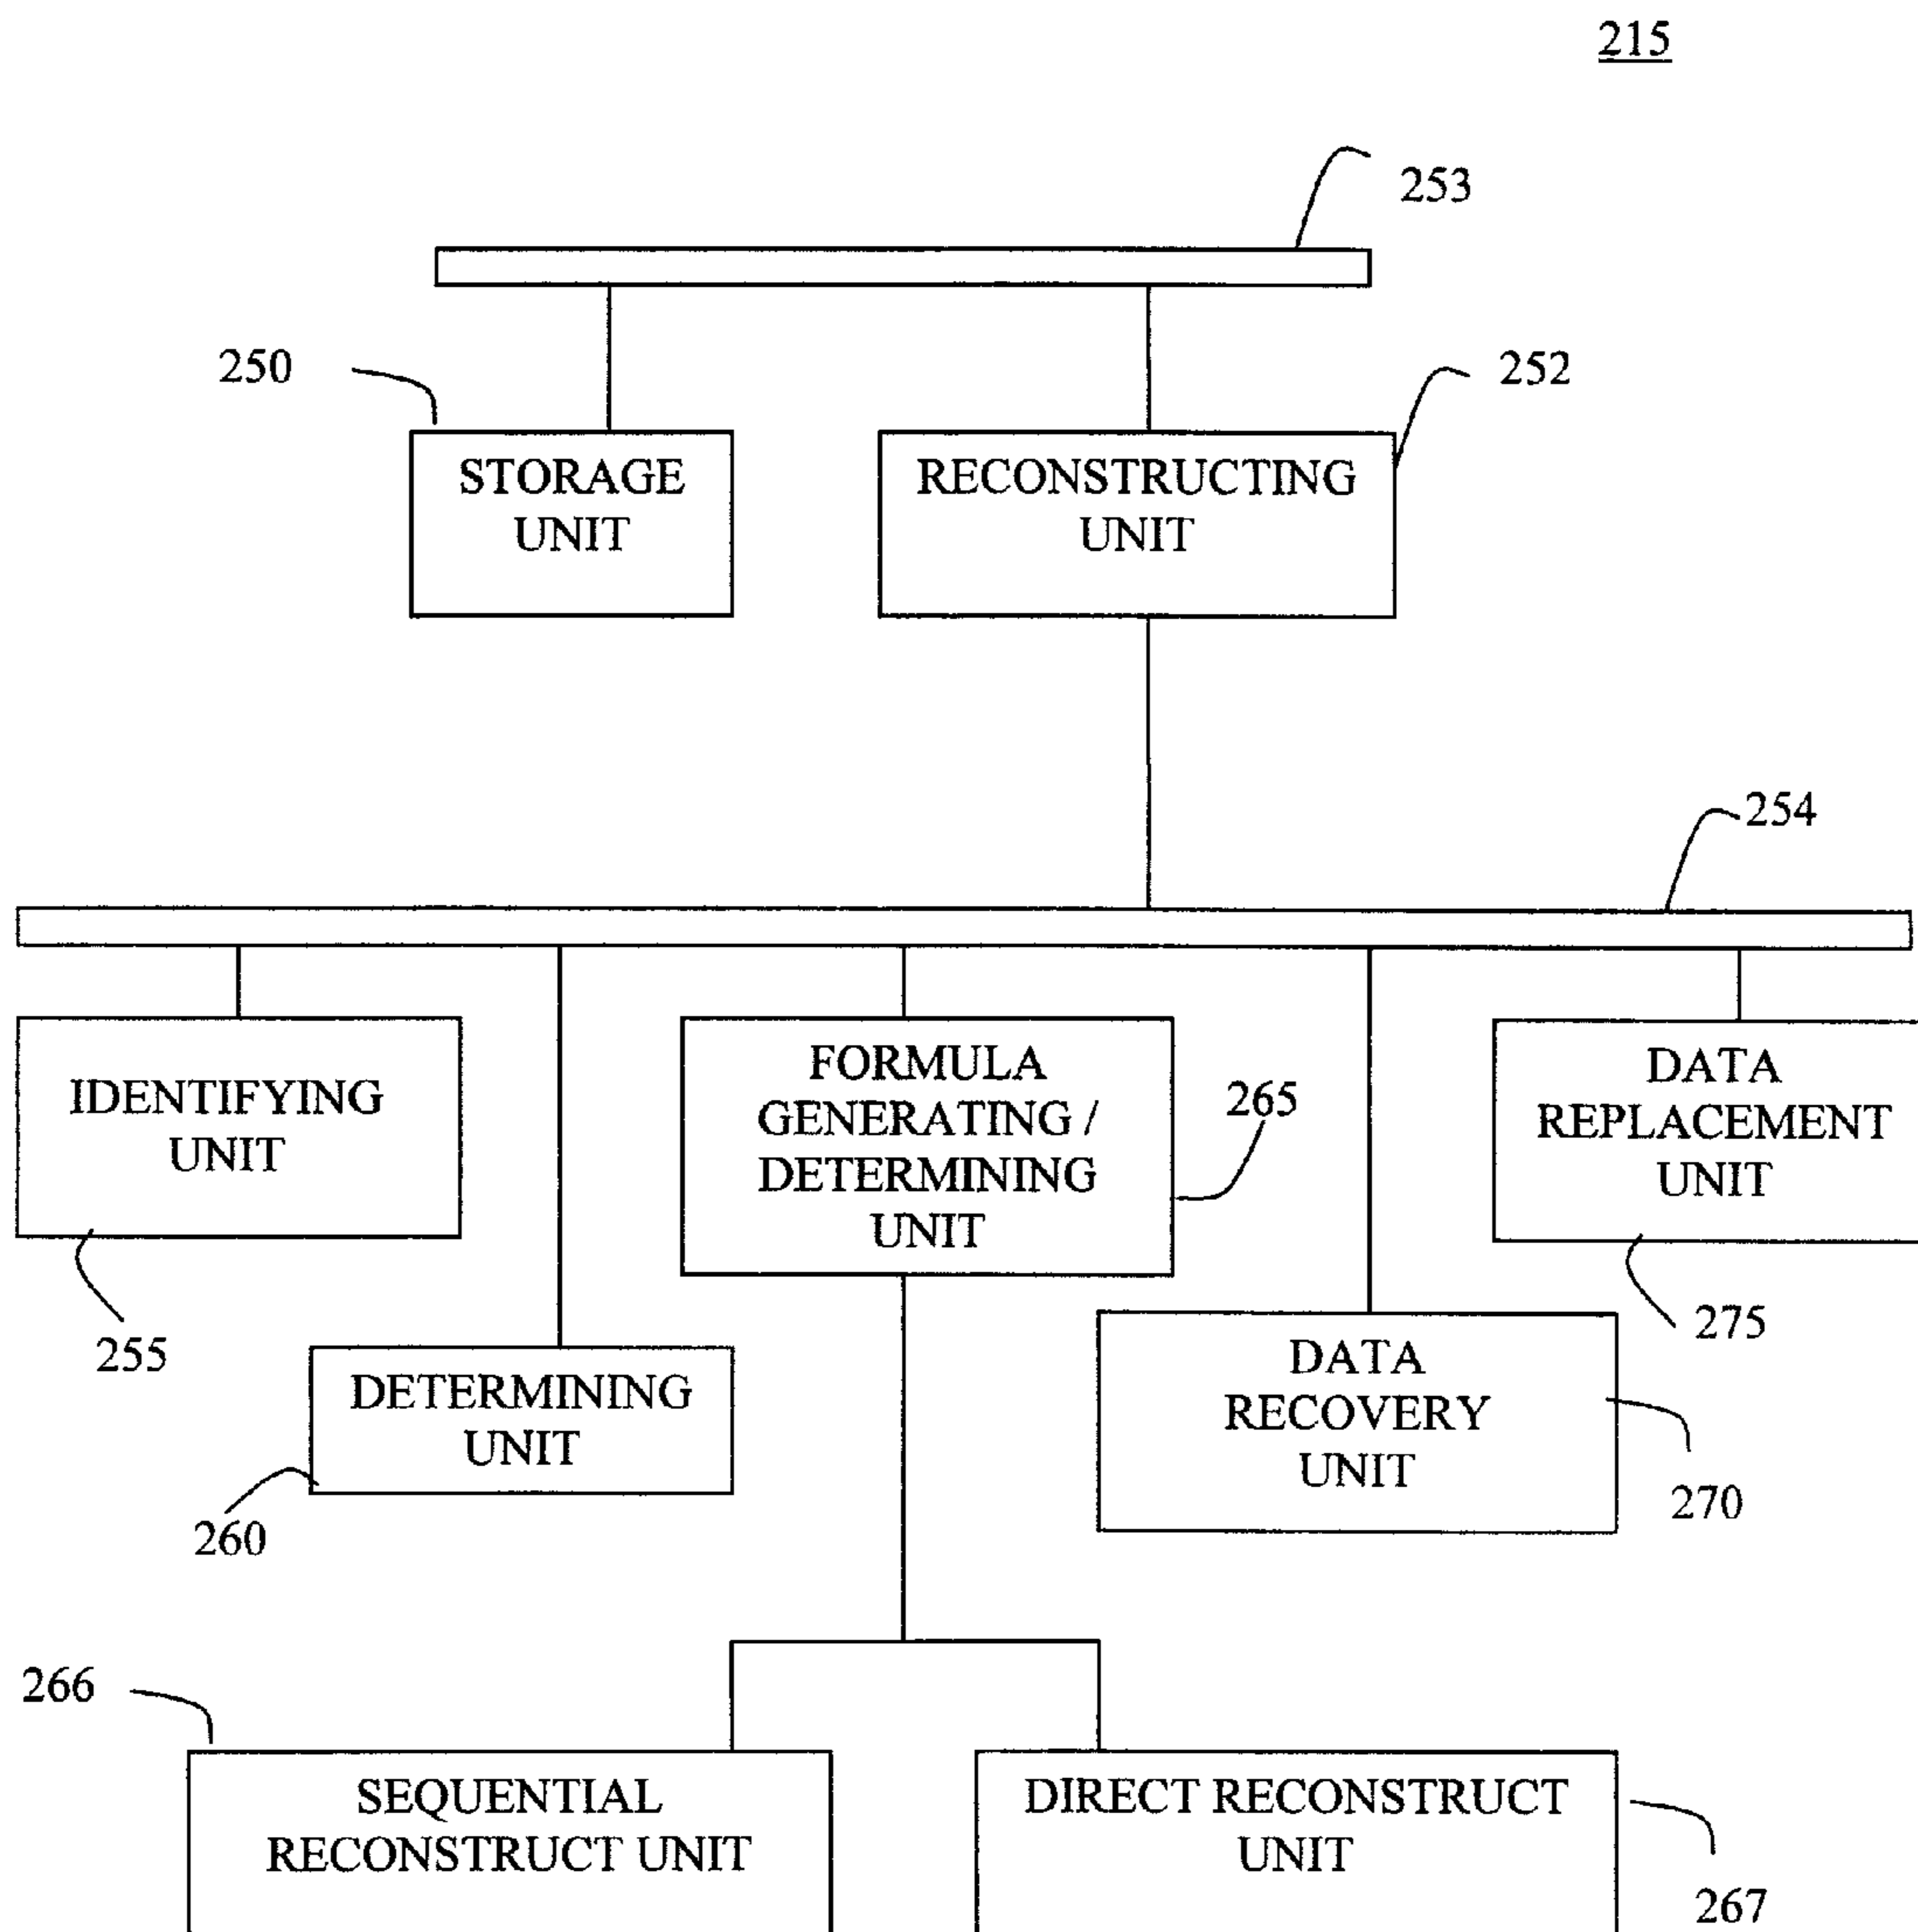 215
253
250
252
STORAGE
UNIT
RECONSTRUCTING
UNIT
254
IDENTIFYING
UNIT
FORMULA
GENERATING /
DETERMINING
UNIT
265
DATA
REPLACEMENT
UNIT
255
275
DETERMINING
UNIT
DATA
RECOVERY
UNIT
260
270
266
SEQUENTIAL
RECONSTRUCT UNIT
DIRECT RECONSTRUCT
UNIT
267